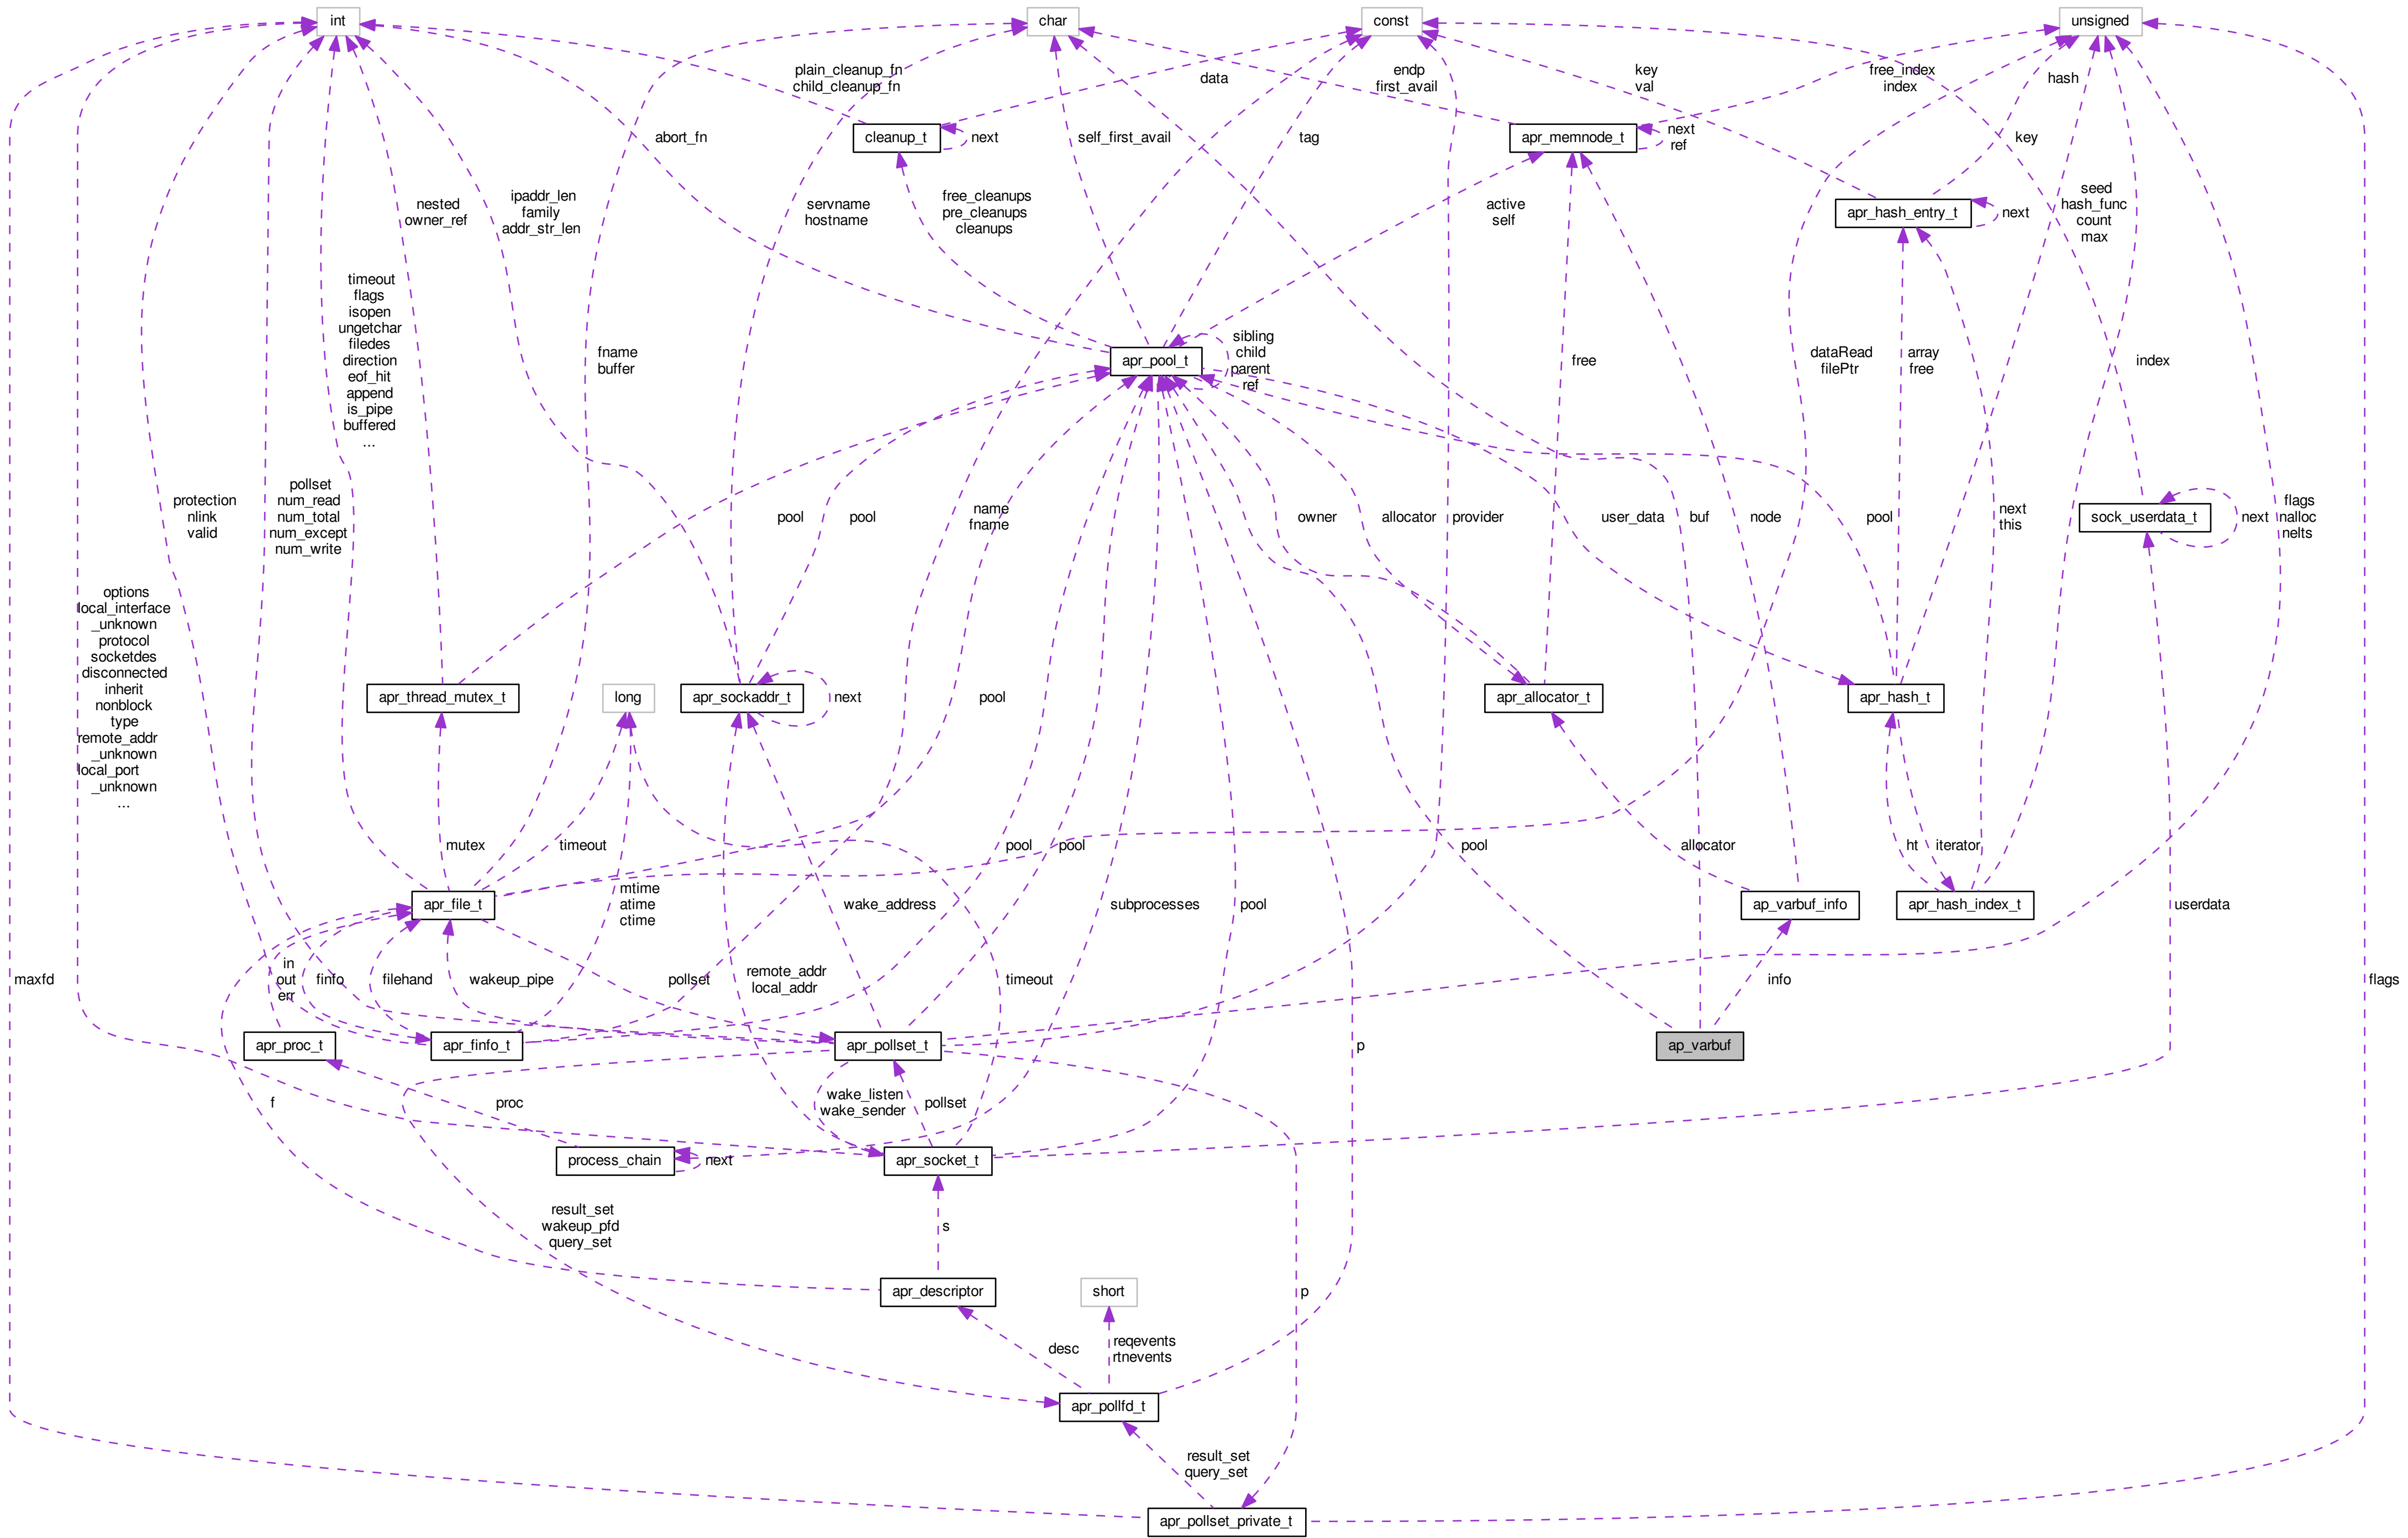 int
char
const
unsigned
plain_cleanup_fn
child_cleanup_fn
data
endp
first_avail
key
val
free_index
index
hash
abort_fn
cleanup_t
next
self_first_avail
tag
apr_memnode_t
next
ref
key
nested
owner_ref
ipaddr_len
family
addr_str_len
servname
hostname
free_cleanups
pre_cleanups
cleanups
active
self
apr_hash_entry_t
next
seed
hash_func
count
max
timeout
flags
isopen
ungetchar
filedes
direction
eof_hit
append
is_pipe
buffered
...
fname
buffer
apr_pool_t
sibling
child
parent
ref
free
dataRead
filePtr
array
free
index
protection
nlink
valid
pollset
num_read
num_total
num_except
num_write
pool
pool
name
fname
owner
allocator
provider
user_data
buf
node
pool
next
this
sock_userdata_t
next
flags
nalloc
nelts
options
local_interface
_unknown
protocol
socketdes
disconnected
inherit
nonblock
type
remote_addr
_unknown
local_port
_unknown
...
apr_thread_mutex_t
long
apr_sockaddr_t
next
pool
apr_allocator_t
apr_hash_t
mutex
timeout
pool
pool
pool
allocator
ht
iterator
apr_file_t
mtime
atime
ctime
wake_address
subprocesses
pool
ap_varbuf_info
apr_hash_index_t
userdata
maxfd
in
out
err
finfo
filehand
wakeup_pipe
pollset
remote_addr
local_addr
timeout
info
flags
apr_proc_t
apr_finfo_t
apr_pollset_t
p
ap_varbuf
f
proc
wake_listen
wake_sender
pollset
process_chain
next
apr_socket_t
result_set
wakeup_pfd
query_set
s
apr_descriptor
short
p
desc
reqevents
rtnevents
apr_pollfd_t
result_set
query_set
apr_pollset_private_t